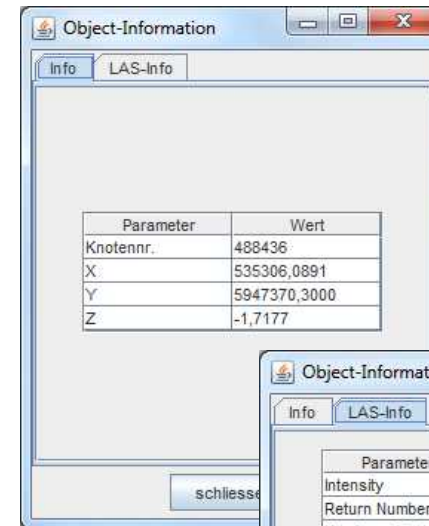 Object-Information
Info LAS-Info
Parameter Wert
Knotennr. 488436
X 535306,0891
Y 5947370,3000
Z -1,7177
Object-Informat
Info LAS-Info
Paramete
Intensity
Return Number
schliesse